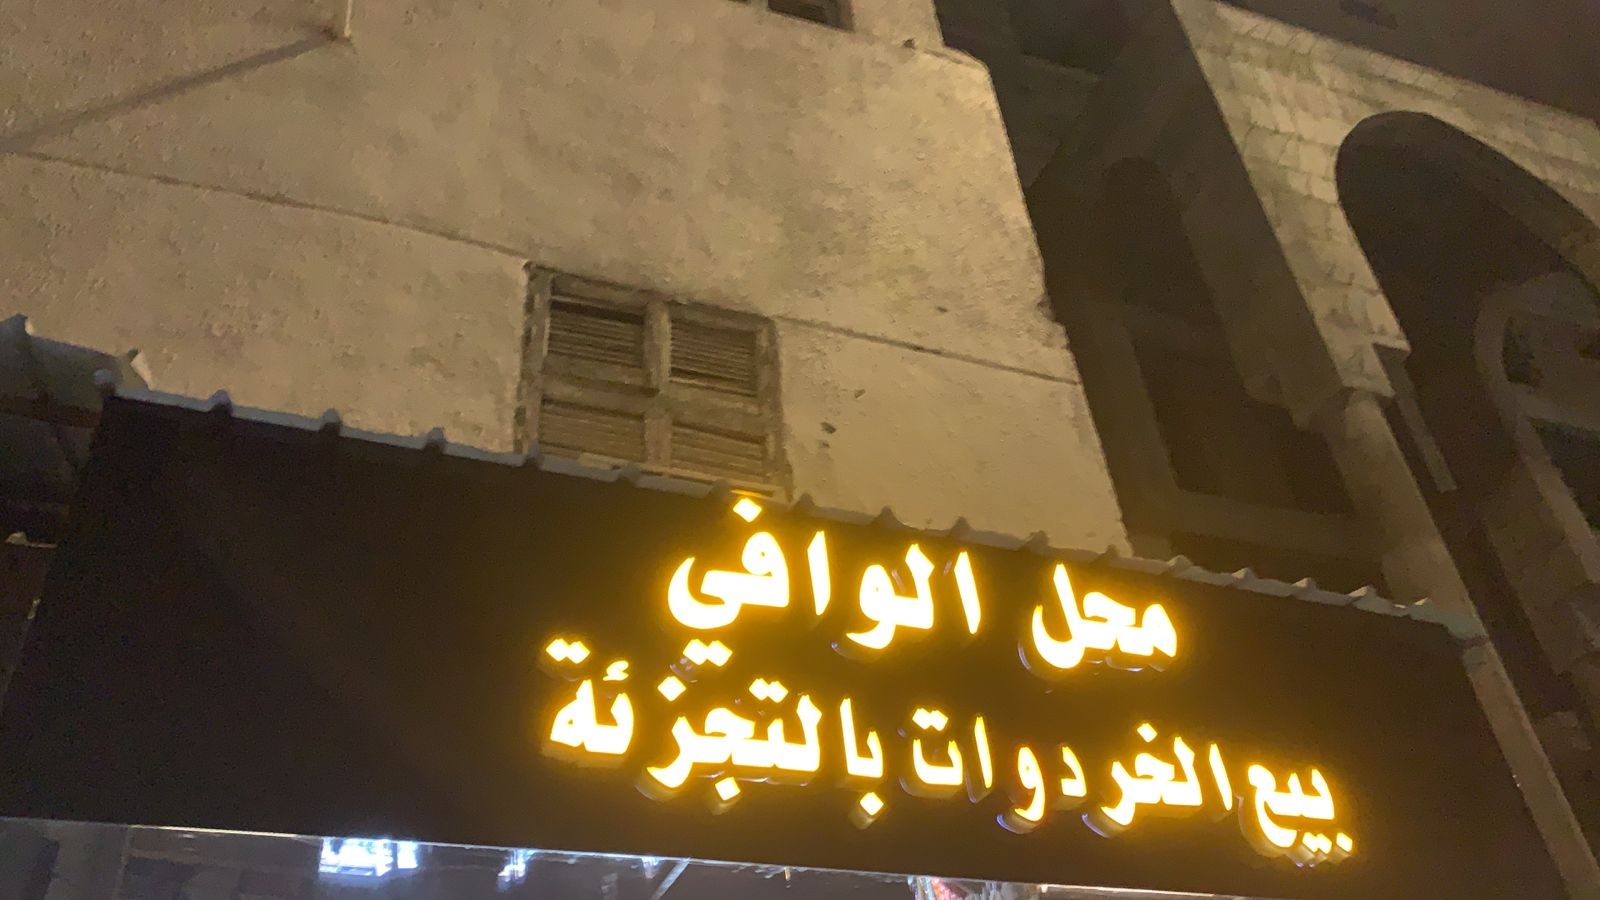 محل الوافي
بيع الخردوات بالتجزئة